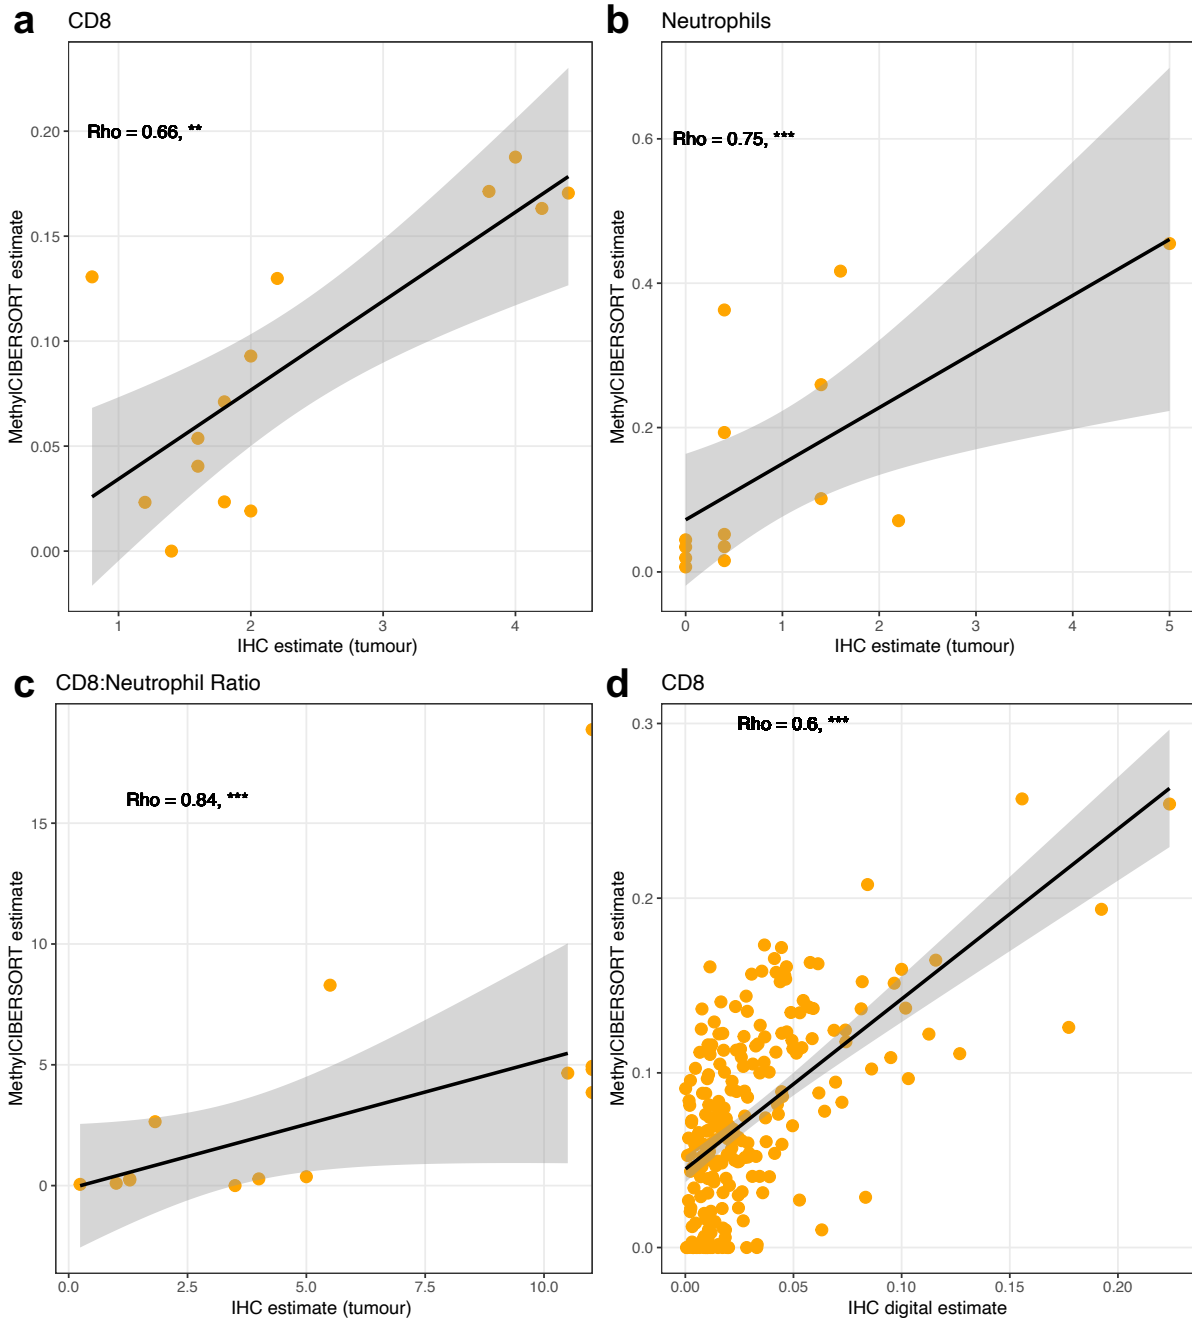 a CD8
Rho = 0.66, **
0.20
0.15
0.10
0.05
0.00
MethylCIBERSORT estimate
1 2 3 4
IHC estimate (tumour)
b Neutrophils
Rho = 0.75, ***
0.6
0.4
0.2
0.0
MethylCIBERSORT estimate
0 1 2 3 4 5
IHC estimate (tumour)
c CD8:Neutrophil Ratio
Rho = 0.84, ***
15
10
5
0
MethylCIBERSORT estimate
0.0 2.5 5.0 7.5 10.0
IHC estimate (tumour)
d CD8
Rho = 0.6, ***
0.3
0.2
0.1
0.0
MethylCIBERSORT estimate
0.00 0.05 0.10 0.15 0.20
IHC digital estimate